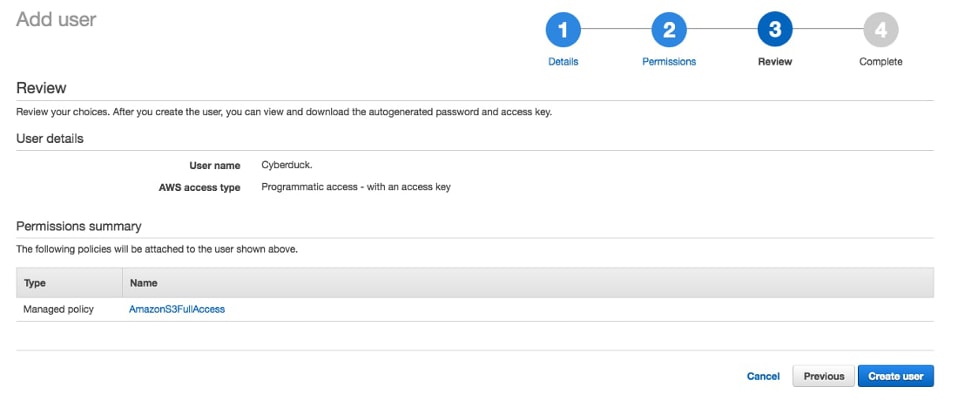 Add user
1 2 3 4
Details Permissions Review Complete
Review
Review your choices. After you create the user, you can view and download the autogenerated password and access key.
User details
User name Cyberduck.
AWS access type Programmatic access - with an access key
Permissions summary
The following policies will be attached to the user shown above.
Type Name
Managed policy AmazonS3FullAccess
Cancel Previous Create user